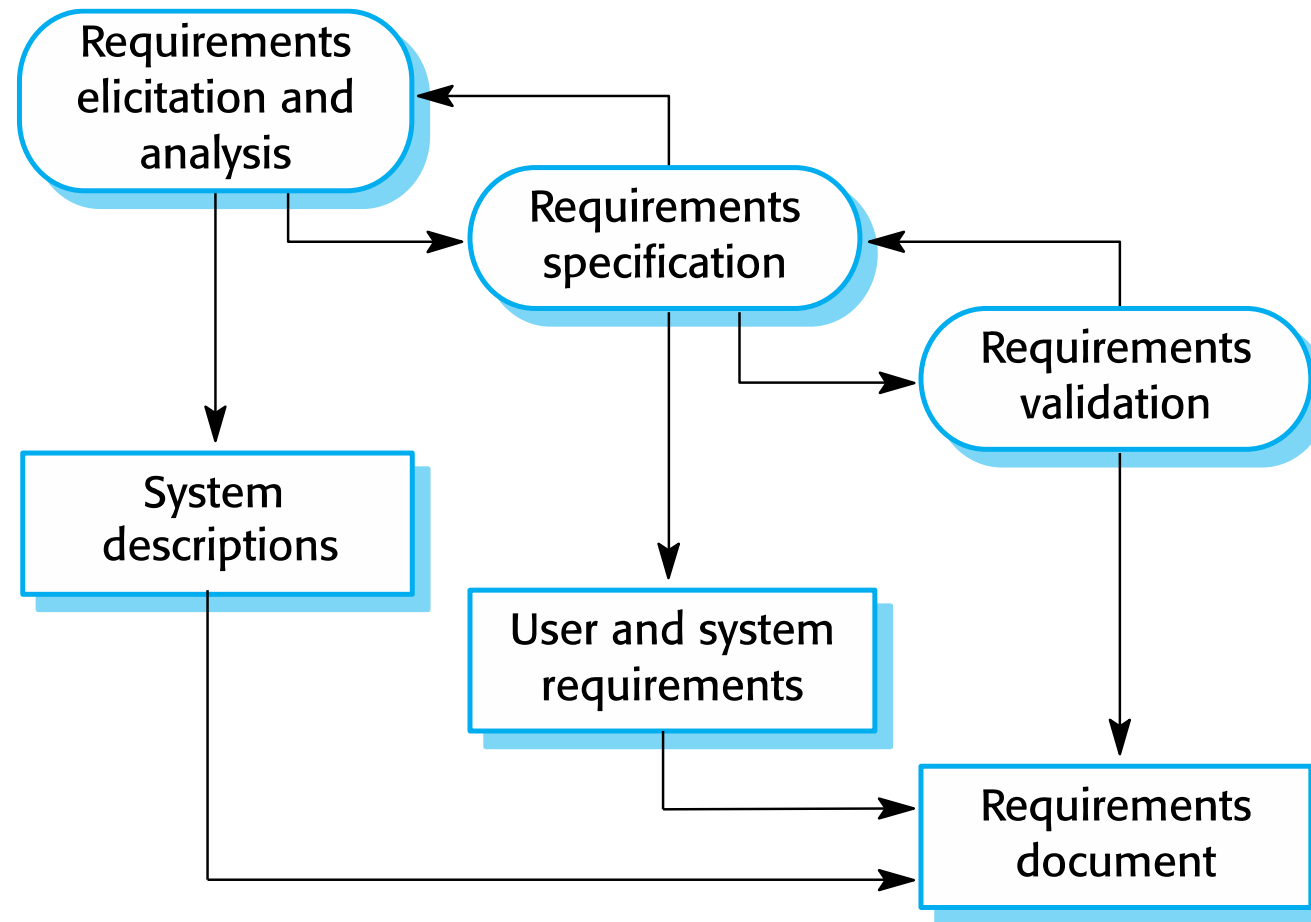 Requirements
elicitation and
analysis
Requirements
specification
Requirements
validation
System
descriptions
User and system
requirements
Requirements
document